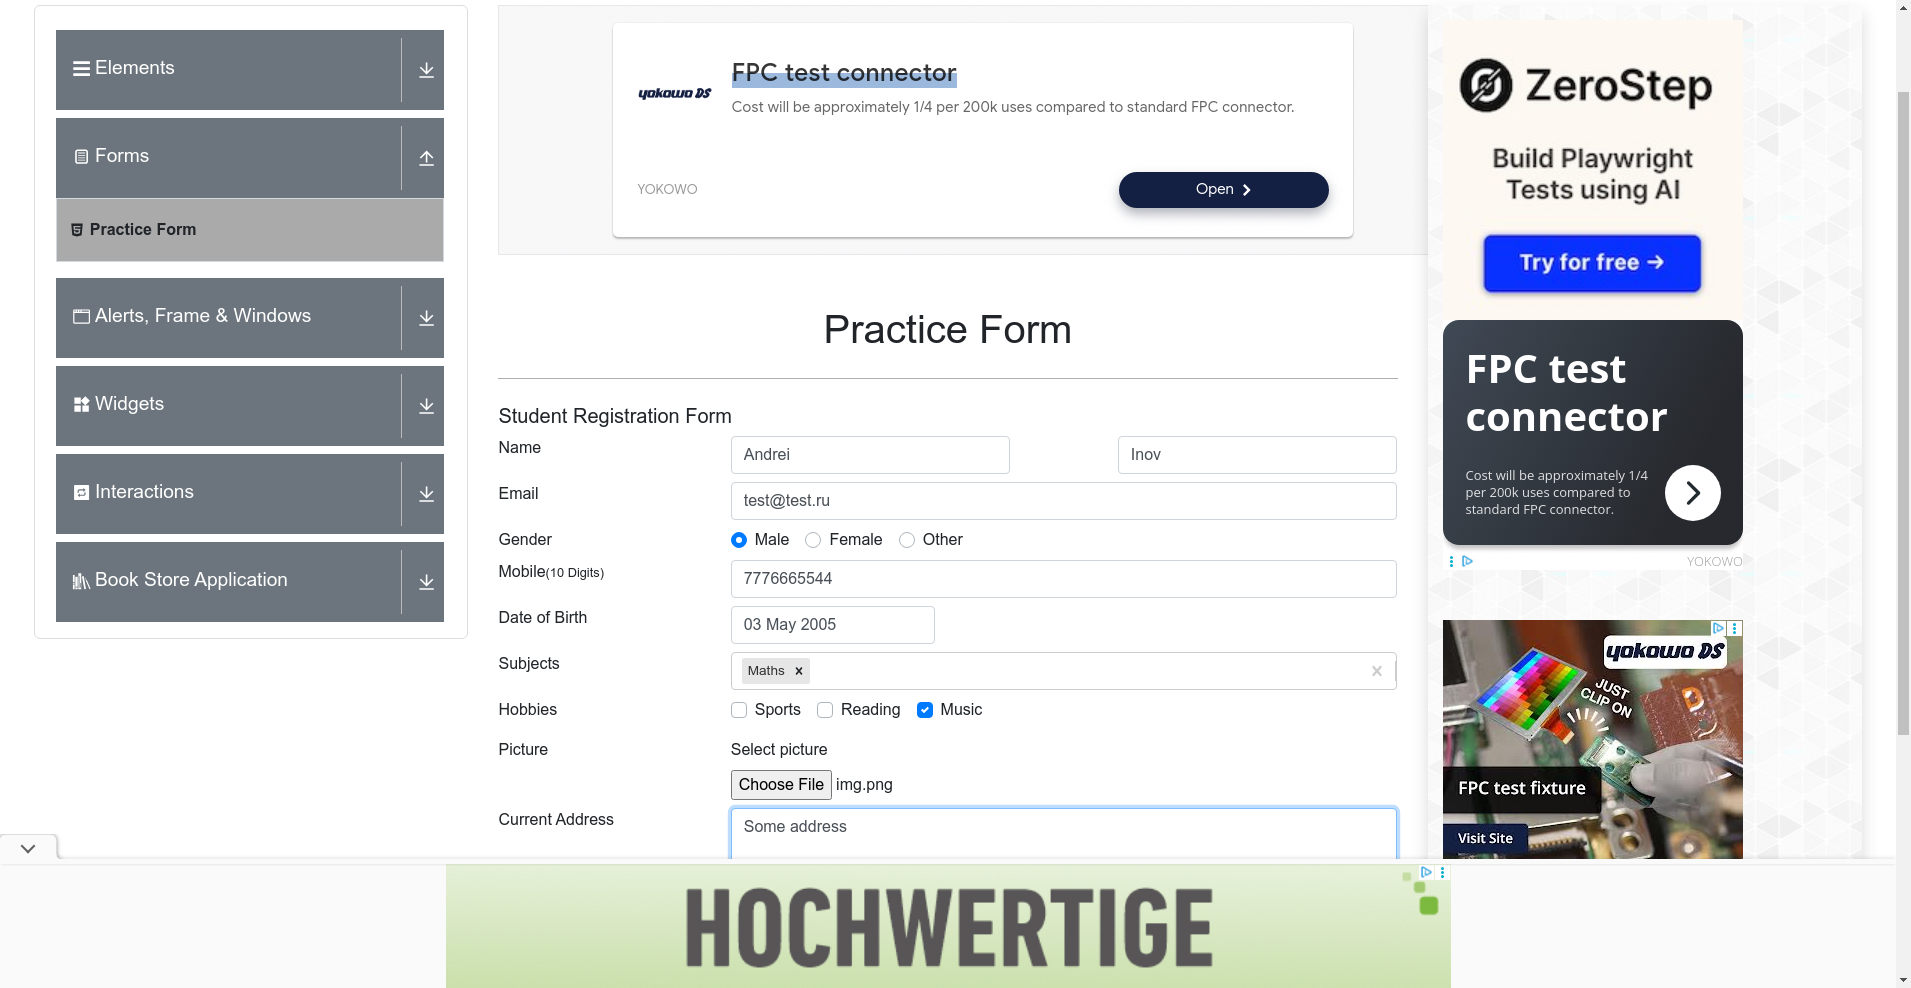 Elements
Forms
Practice Form
Alerts, Frame & Windows
Widgets
Interactions
Book Store Application
yokowo DS
FPC test connector
Cost will be approximately 1/4 per 200k uses compared to standard FPC connector.
YOKOWO
Open
Practice Form
Student Registration Form
Name
Andrei
Inov
Email
test@test.ru
Gender
Male
Female
Other
Mobile(10 Digits)
7776665544
Date of Birth
03 May 2005
Subjects
Maths
Hobbies
Sports
Reading
Music
Picture
Select picture
Choose File
img.png
Current Address
Some address
ZeroStep
Build Playwright
Tests using AI
Try for free →
FPC test
connector
Cost will be approximately 1/4
per 200k uses compared to
standard FPC connector.
YOKOWO
yokowo DS
JUST
CLIP ON
FPC test fixture
Visit Site
HOCHWERTIGE